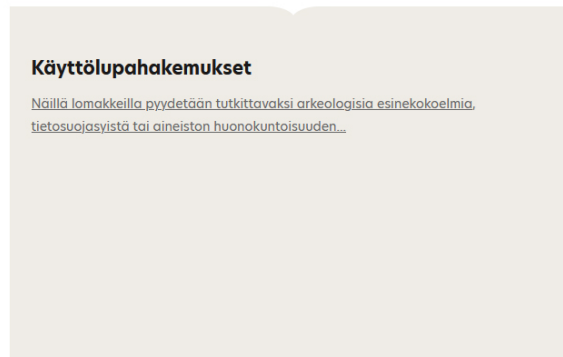 Käyttölupahakemukset
Näillä lomakkeilla pyydetään tutkittavaksi arkeologisia esinekokoelmia,
tietosuojasyistä tai aineiston huonokuntoisuuden...